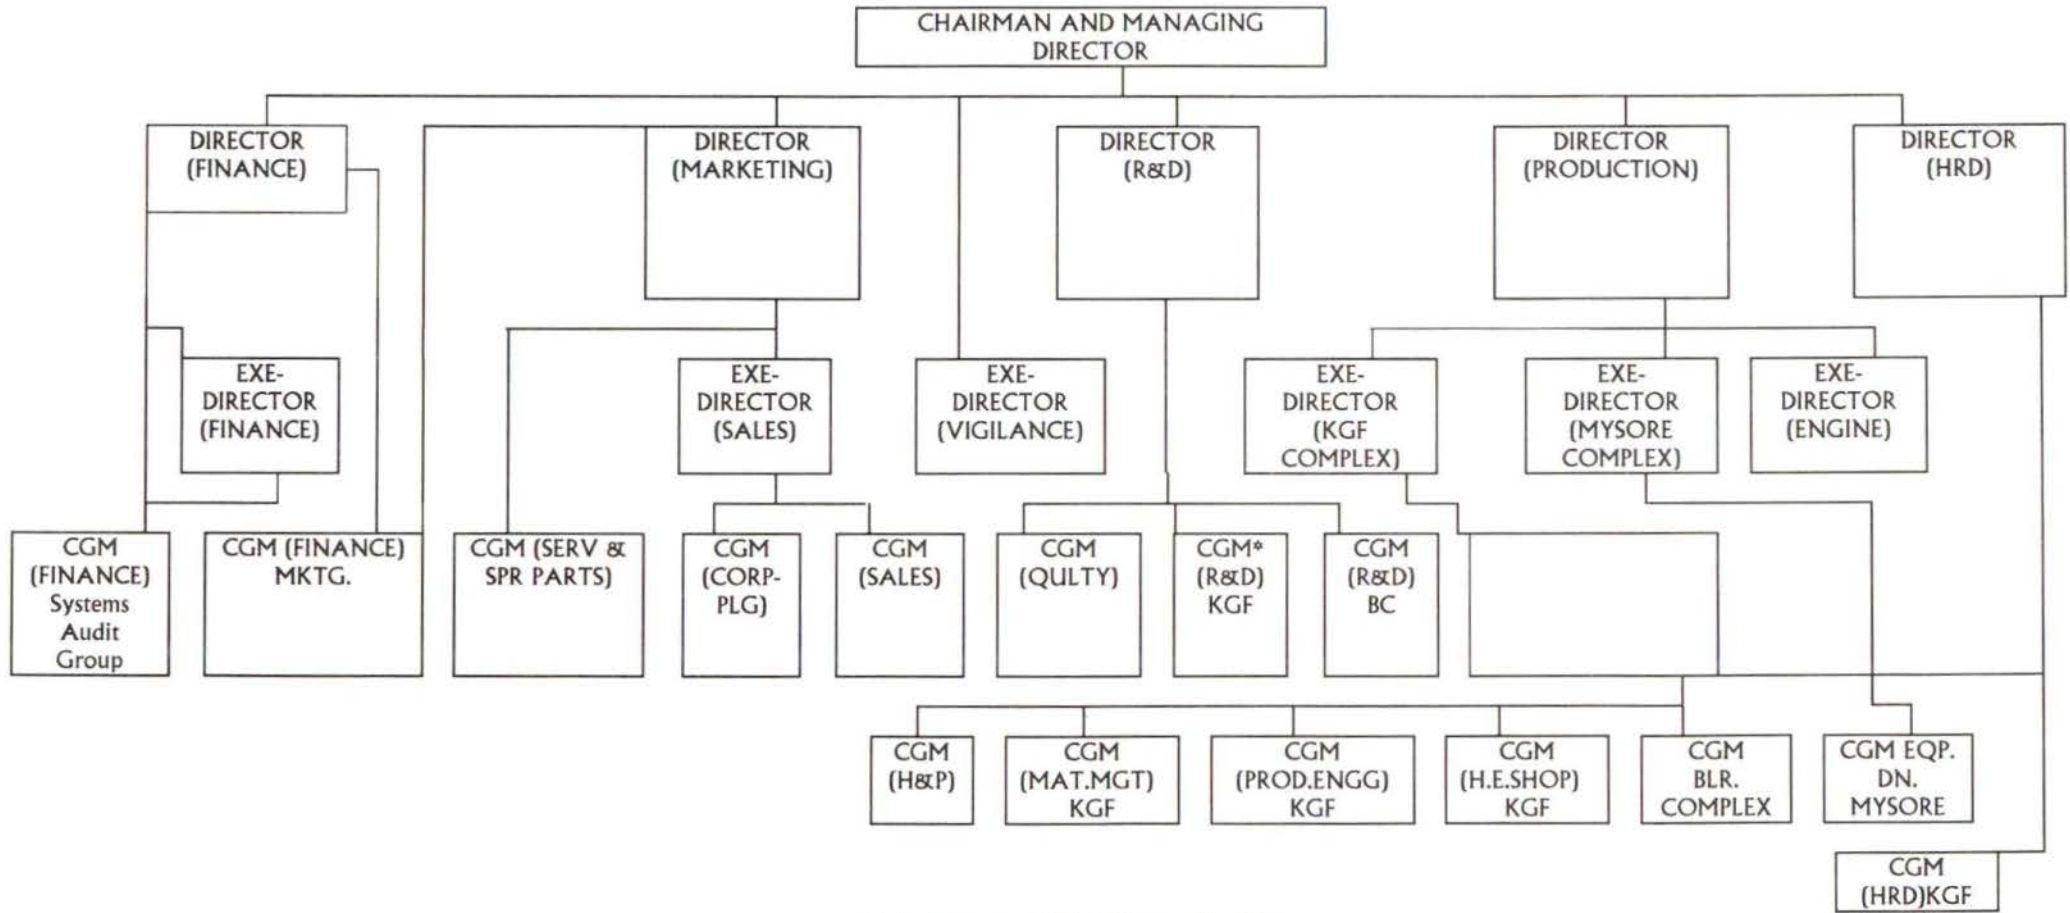 CHAIRMAN AND MANAGING
DIRECTOR
DIRECTOR
(FINANCE)
DIRECTOR
(MARKETING)
DIRECTOR
(R&D)
DIRECTOR
(PRODUCTION)
DIRECTOR
(HRD)
EXE-
DIRECTOR
(FINANCE)
EXE-
DIRECTOR
(SALES)
EXE-
DIRECTOR
(VIGILANCE)
EXE-
DIRECTOR
(KGF
COMPLEX)
EXE-
DIRECTOR
(MYSORE
COMPLEX)
EXE-
DIRECTOR
(ENGINE)
CGM
(FINANCE)
Systems
Audit
Group
CGM (FINANCE)
MKTG.
CGM (SERV &
SPR PARTS)
CGM
(CORP-
PLG)
CGM
(SALES)
CGM
(QULTY)
CGM*
(R&D)
KGF
CGM
(R&D)
BC
CGM
(H&P)
CGM
(MAT.MGT)
KGF
CGM
(PROD.ENGG)
KGF
CGM
(H.E.SHOP)
KGF
CGM
BLR.
COMPLEX
CGM EQP.
DN.
MYSORE
CGM
(HRD)KGF